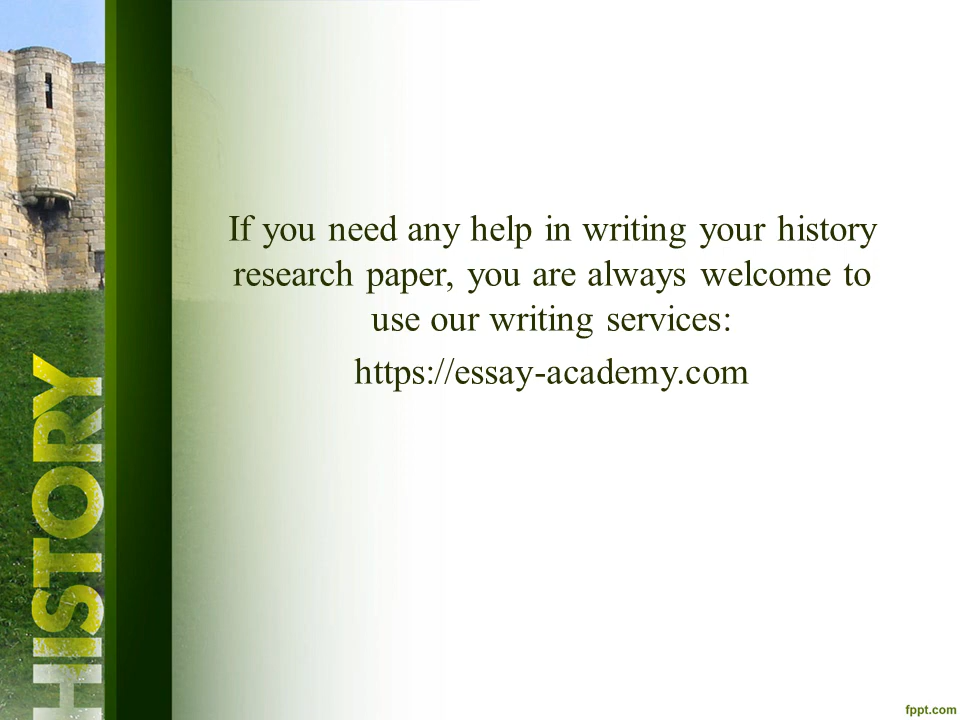 If you need any help in writing your history
research paper, you are always welcome to
use our writing services:
https://essay-academy.com
HISTORY
fppt.com